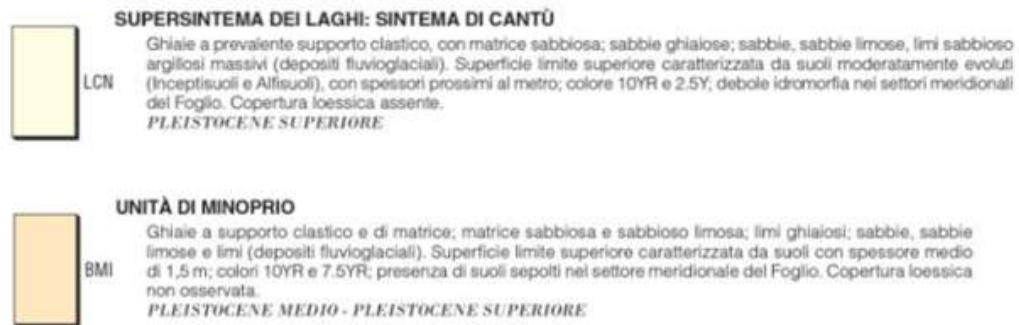 SUPERSINTEMA DEI LAGHI: SINTEMA DI CANTÙ
Ghiaie a prevalente supporto clastico, con matrice sabbiosa; sabbie ghiaiose; sabbie, sabbie limose, limi sabbioso
argillosi massivi (depositi fluvioglaciali). Superficie limite superiore caratterizzata da suoli moderatamente evoluti
LCN
(Inceptisuoli e Alfisuoli), con spessori prossimi al metro; colore 10YR e 2.5Y; debole idromorfia nei settori meridionali
del Foglio. Copertura loessica assente.
PLEISTOCENE SUPERIORE
UNITÀ DI MINOPRIO
Ghiaie a supporto clastico e di matrice; matrice sabbiosa e sabbioso limosa; limi ghiaiosi; sabbie, sabbie
limose e limi (depositi fluvioglaciali). Superficie limite superiore caratterizzata da suoli con spessore medio
BMI
di 1,5 m; colori 10YR e 7.5YR; presenza di suoli sepolti nel settore meridionale del Foglio. Copertura loessica
non osservata.
PLEISTOCENE MEDIO - PLEISTOCENE SUPERIORE